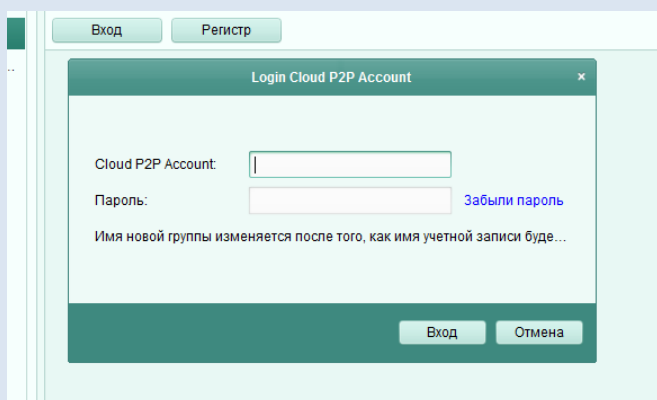 Вход Регистр
..
Login Cloud P2P Account ×
Cloud P2P Account:
Пароль: Забыли пароль
Имя новой группы изменяется после того, как имя учетной записи буде...
Вход Отмена